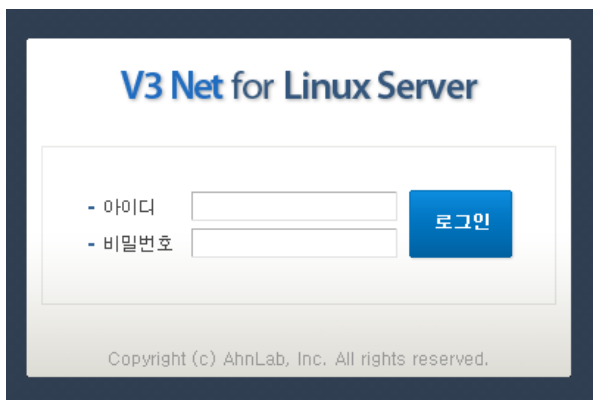 V3 Net for Linux Server
- 아이디
- 비밀번호
로그인
Copyright (c) AhnLab, Inc. All rights reserved.